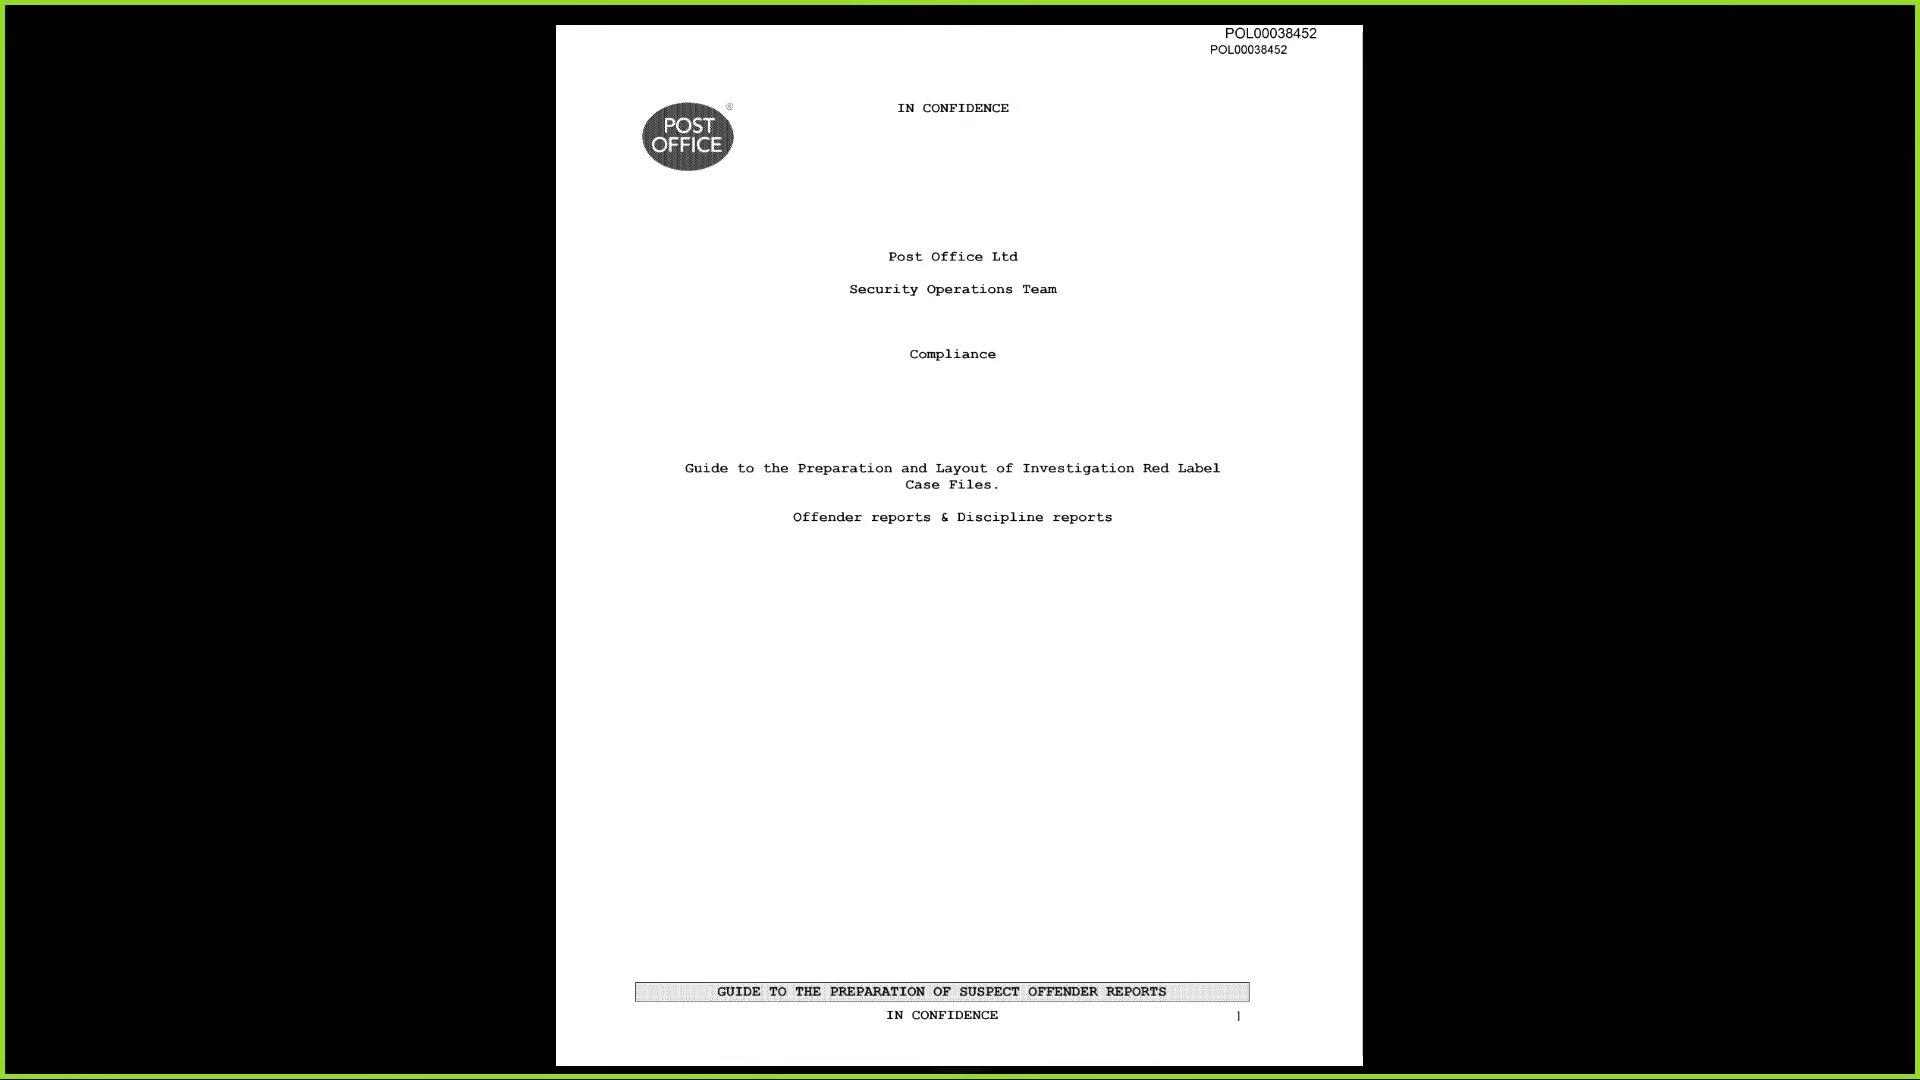 POL00038452
POL00038452
IN CONFIDENCE
POST
OFFICE
®
Post Office Ltd
Security Operations Team
Compliance
Guide to the Preparation and Layout of Investigation Red Label
Case Files.
Offender reports & Discipline reports
GUIDE TO THE PREPARATION OF SUSPECT OFFENDER REPORTS
IN CONFIDENCE
1